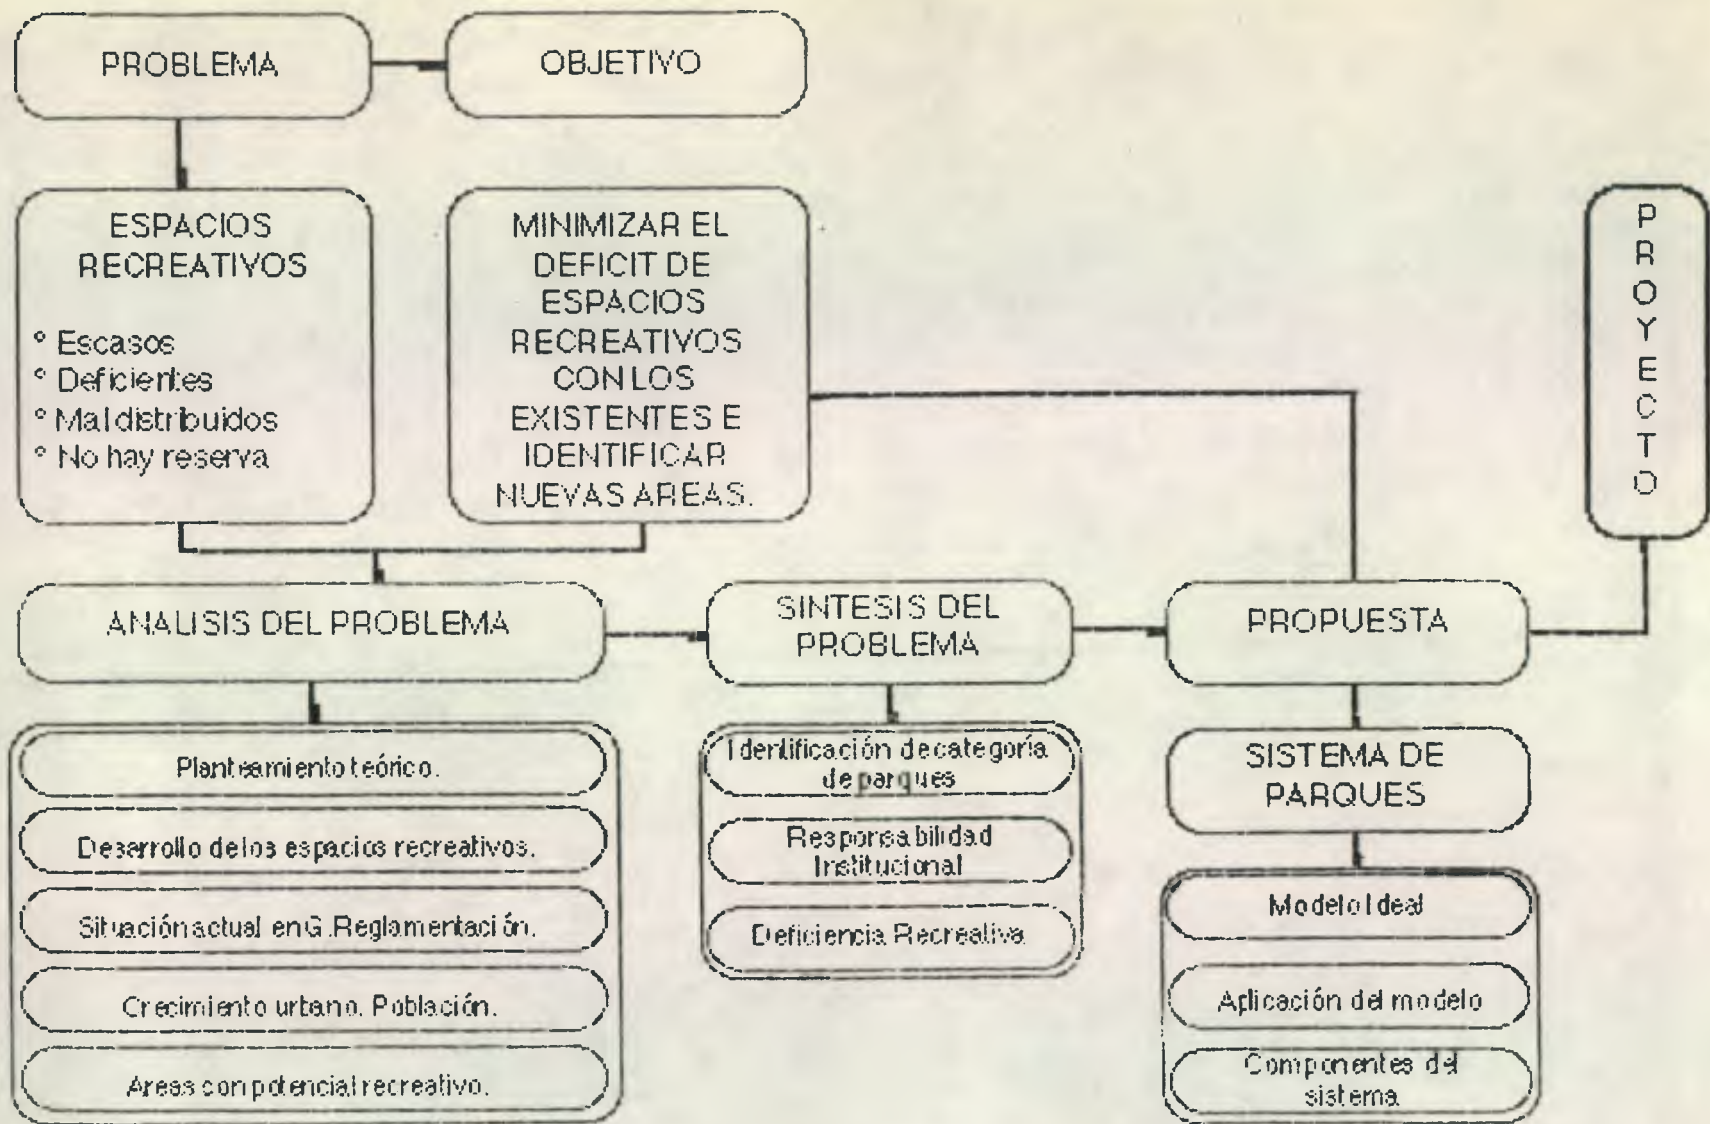 PROBLEMA
OBJETIVO
ESPACIOS
RECREATIVOS
° Escasos
° Deficientes
° Mal distribuidos
° No hay reserva
MINIMIZAR EL
DEFICIT DE
ESPACIOS
RECREATIVOS
CON LOS
EXISTENTES E
IDENTIFICAR
NUEVAS AREAS.
P
R
O
Y
E
C
T
O
ANALISIS DEL PROBLEMA
SINTESIS DEL
PROBLEMA
PROPUESTA
Planteamiento teórico.
Desarrollo de los espacios recreativos.
Situación actual en G. Reglamentación.
Crecimiento urbano. Población.
Areas con potencial recreativo.
Identificación de categoría
de parques
Responsabilidad
Institucional
Deficiencia Recreativa
SISTEMA DE
PARQUES
Modelo Ideal
Aplicación del modelo
Componentes del
sistema